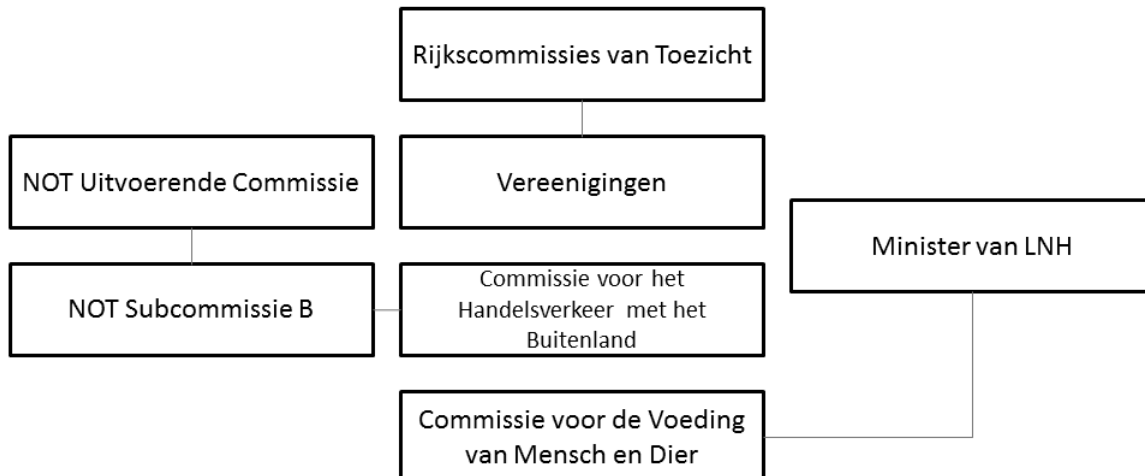 Rijkscommissies van Toezicht
NOT Uitvoerende Commissie
Vereenigingen
Minister van LNH
NOT Subcommissie B
Commissie voor het
Handelsverkeer met het
Buitenland
Commissie voor de Voeding
van Mensch en Dier